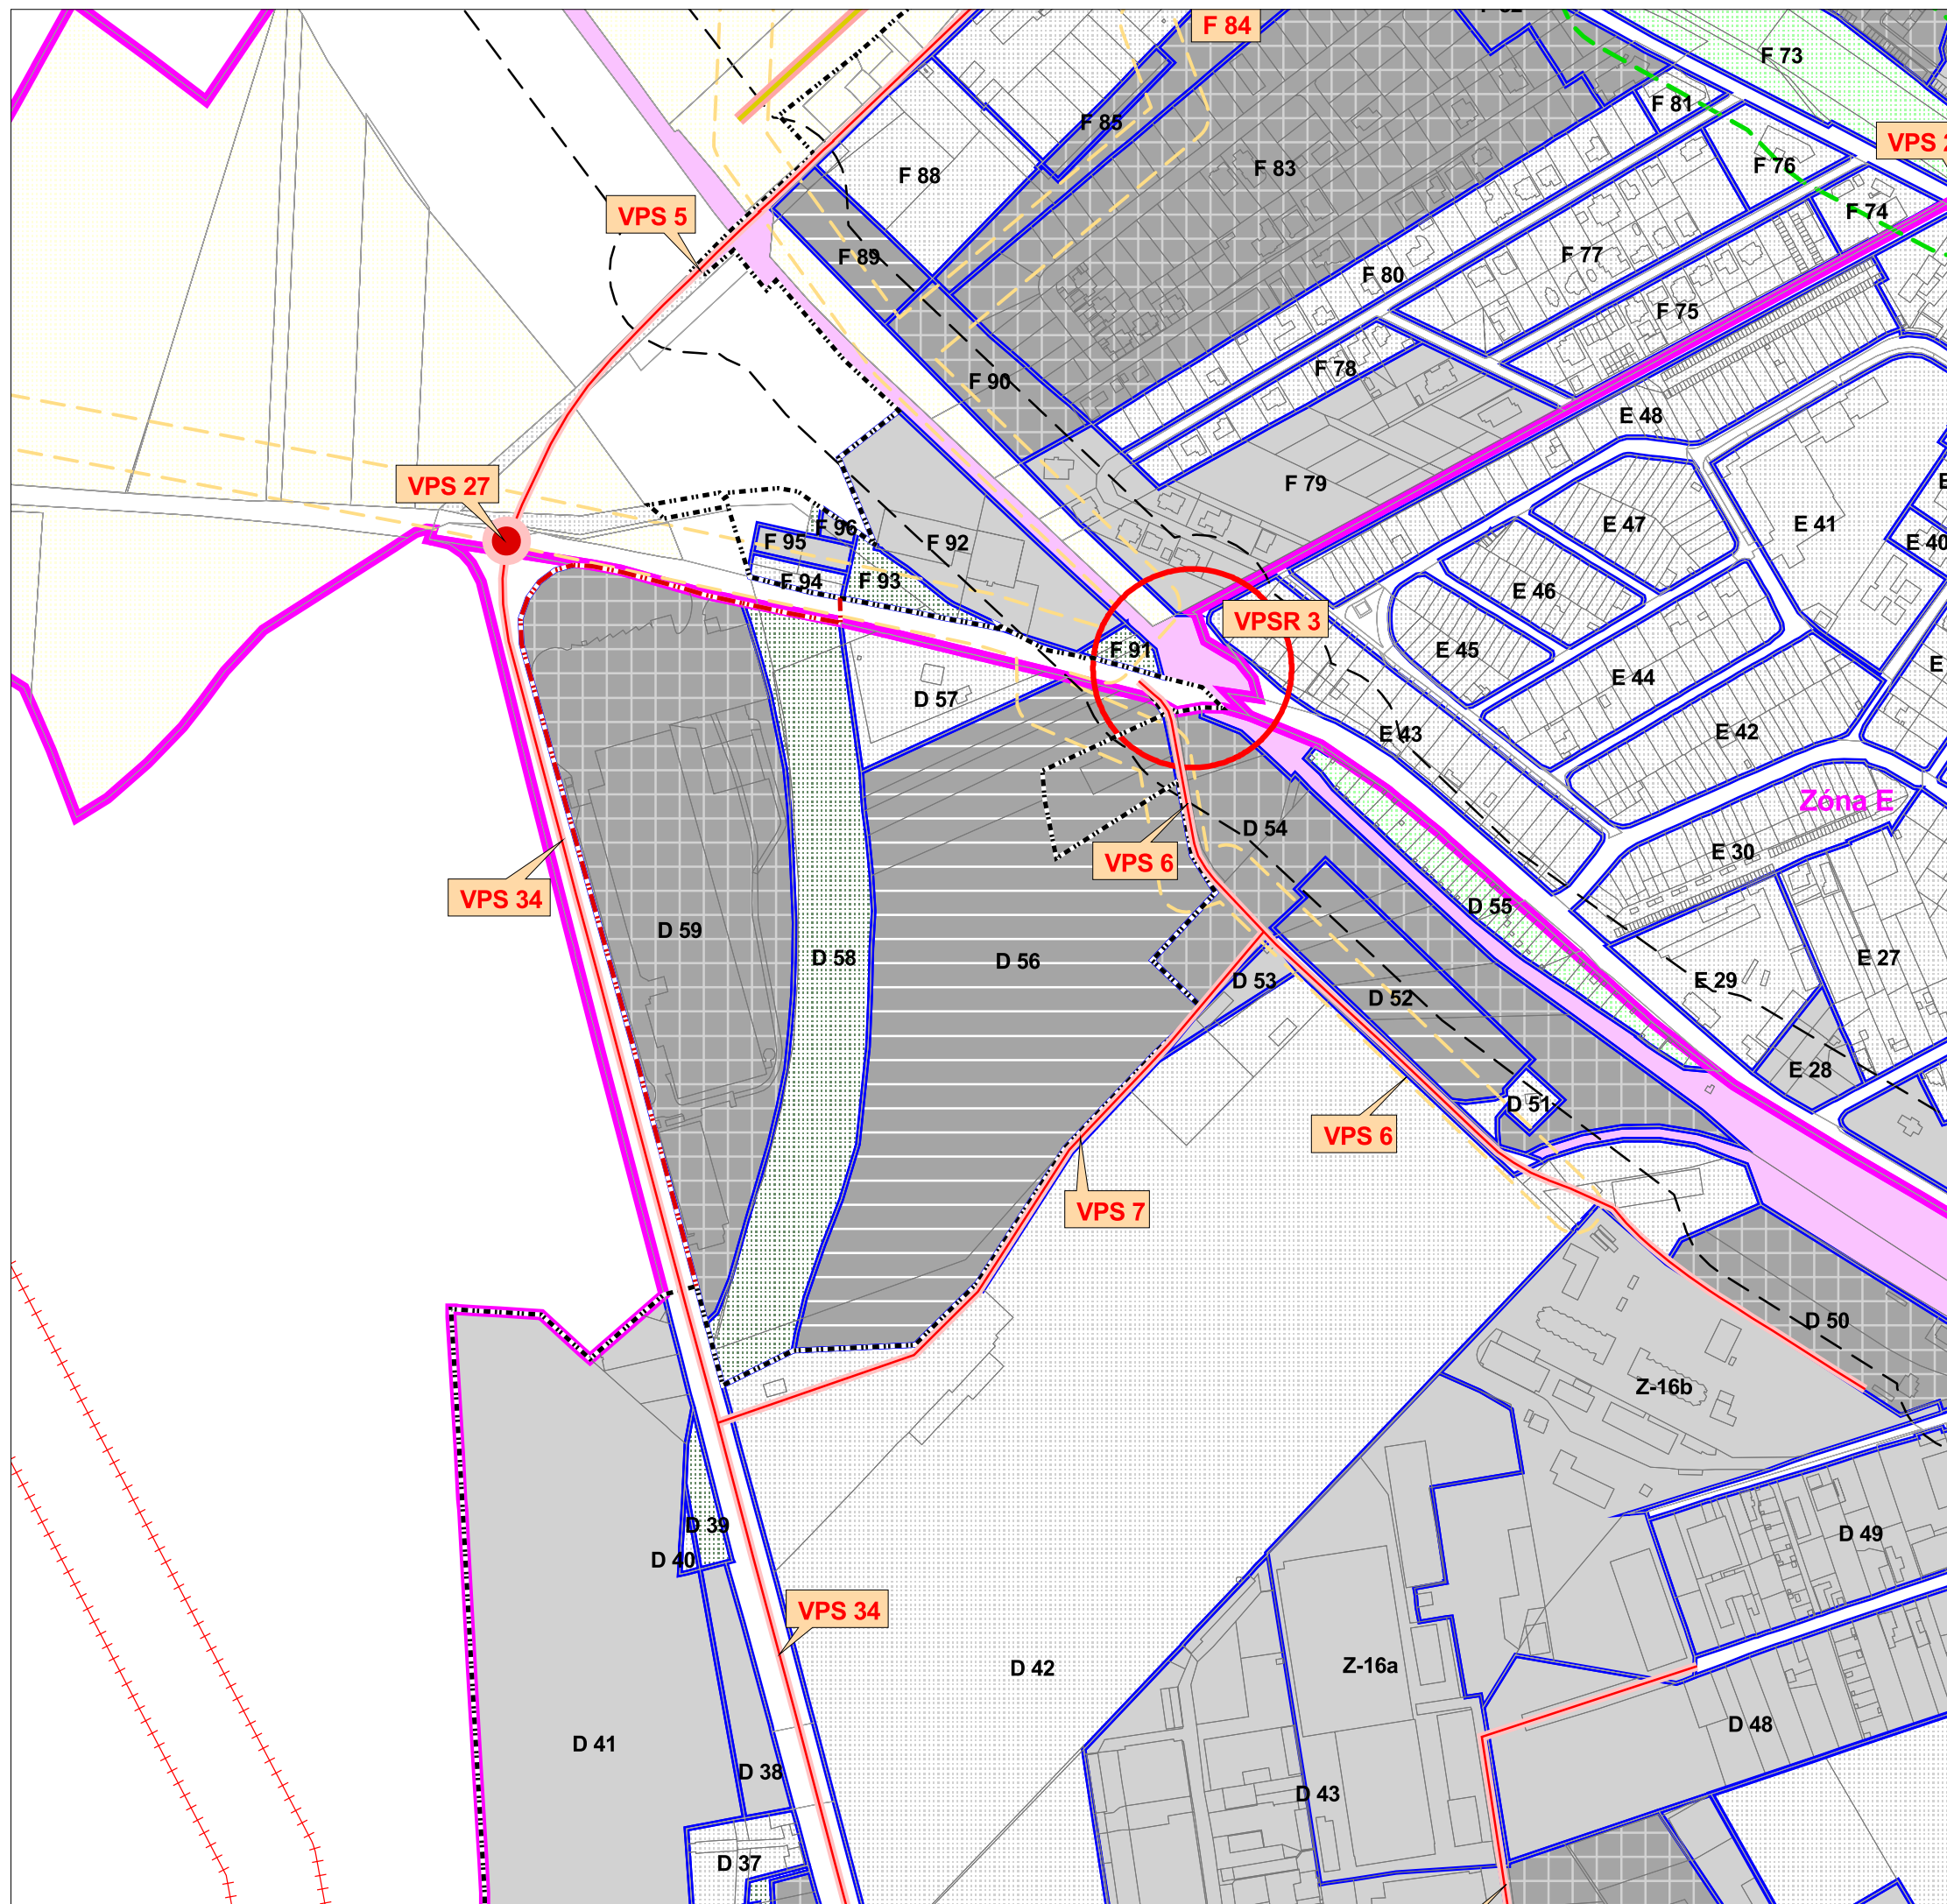 F 84
F 73
F 81
F 85
VPS 2
F 76
F 83
F 88
F 74
VPS 5
F 77
F 89
F 80
F 75
F 78
F 90
E 48
VPS 27
F 79
E 47
E 41
F 96
F 95
F 92
E 40
F 94
F 93
E 46
VPSR 3
F 91
E 45
E 44
D 57
E 43
E 42
Zóna E
D 54
E 30
VPS 6
VPS 34
D 55
D 59
D 58
D 56
E 27
D 53
E 29
D 52
E 28
D 51
VPS 6
VPS 7
D 50
Z-16b
D 39
D 49
D 40
VPS 34
D 42
Z-16a
D 48
D 41
D 38
D 43
D 37